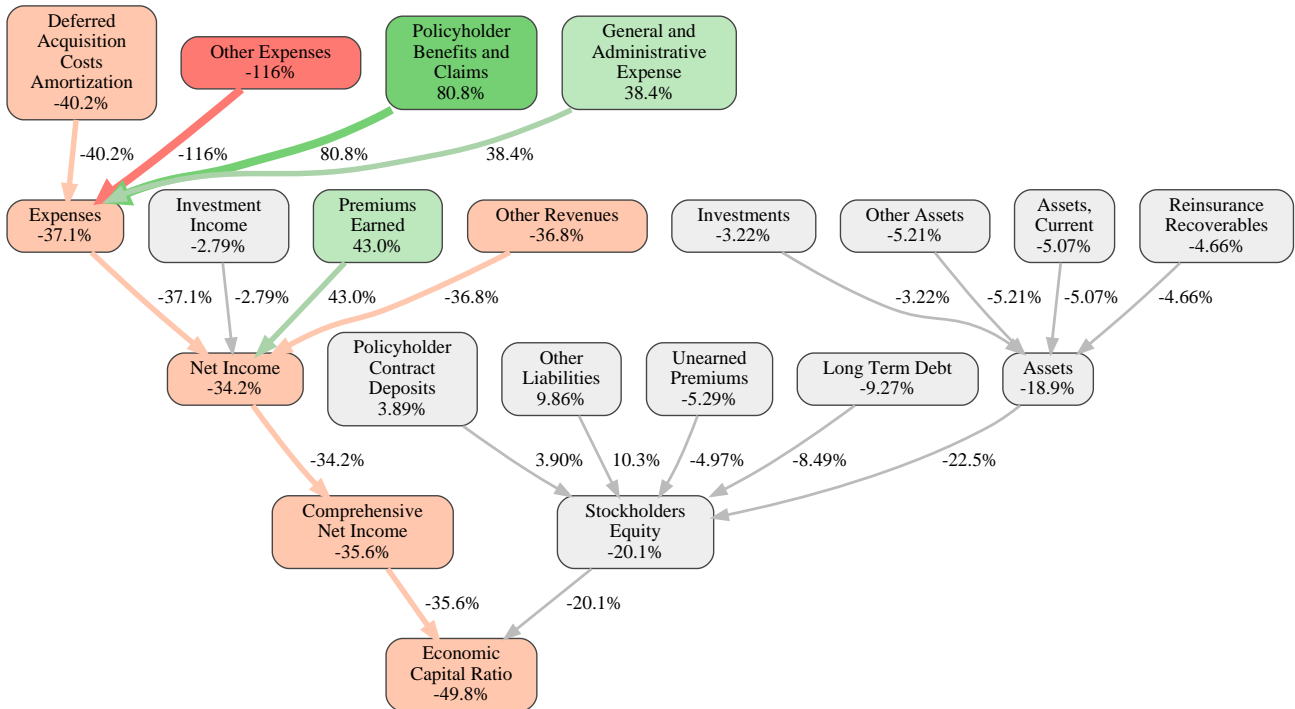 Deferred
Acquisition
Costs
Amortization
-40.2%
Other Expenses
-116%
Policyholder
Benefits and
Claims
80.8%
General and
Administrative
Expense
38.4%
-40.2%
-116%
80.8%
38.4%
Expenses
-37.1%
Investment
Income
-2.79%
Premiums
Earned
43.0%
Other Revenues
-36.8%
Investments
-3.22%
Other Assets
-5.21%
Assets,
Current
-5.07%
Reinsurance
Recoverables
-4.66%
-37.1%
-2.79%
43.0%
-36.8%
-3.22%
-5.21%
-5.07%
-4.66%
Net Income
-34.2%
Policyholder
Contract
Deposits
3.89%
Other
Liabilities
9.86%
Unearned
Premiums
-5.29%
Long Term Debt
-9.27%
Assets
-18.9%
-34.2%
3.90%
10.3%
-4.97%
-8.49%
-22.5%
Comprehensive
Net Income
-35.6%
Stockholders
Equity
-20.1%
-35.6%
-20.1%
Economic
Capital Ratio
-49.8%